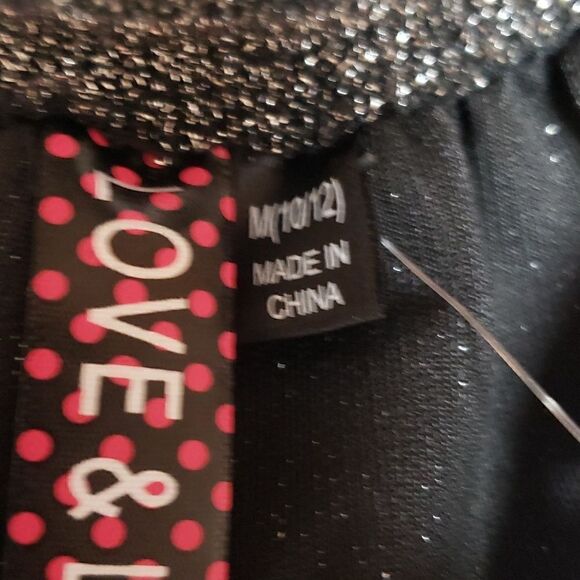 LOVE &
M(10/12)
MADE IN
CHINA